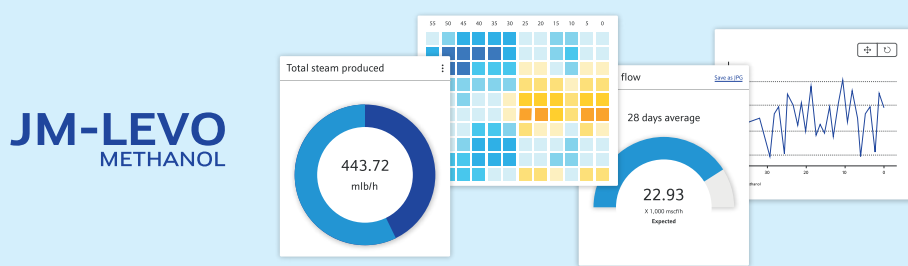 JM-LEVO
METHANOL
Total steam produced
443.72
mlb/h
55 50 45 40 35 30 25 20 15 10 5 0
flow
Save as JPG
28 days average
22.93
X 1,000 mscf/h
Expected
30 20 10 0